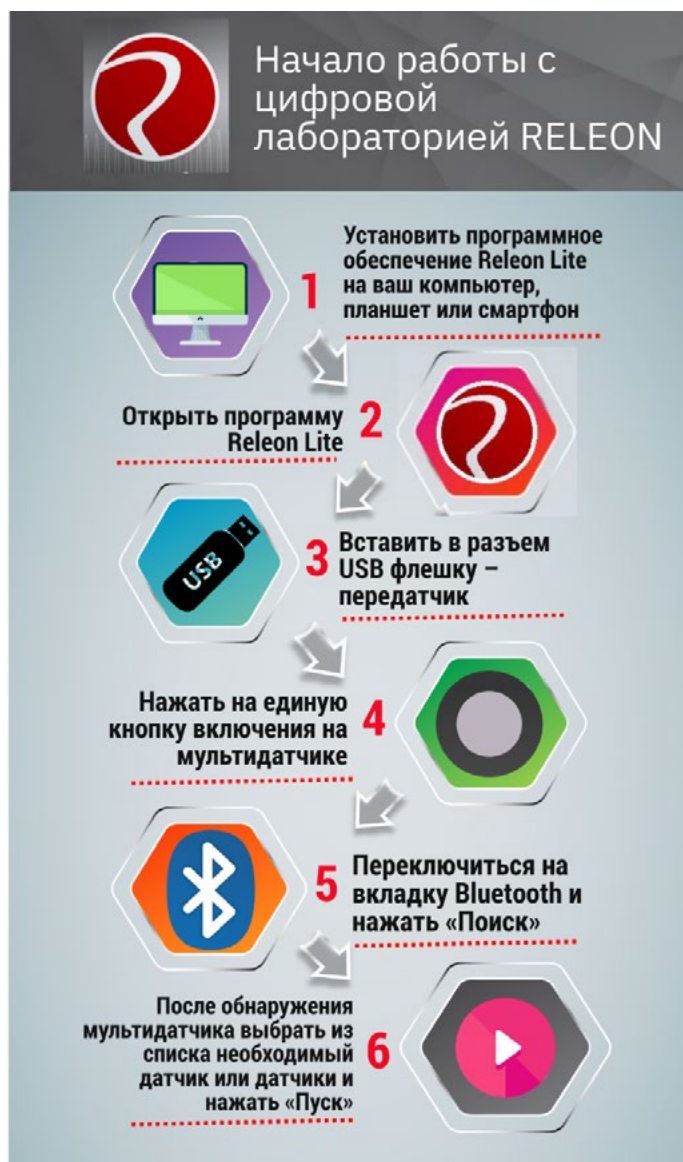 Начало работы с
цифровой
лабораторией RELEON
1
Установить программное
обеспечение Releon Lite
на ваш компьютер,
планшет или смартфон
Открыть программу
Releon Lite
2
USB
3
Вставить в разъем
USB флешку –
передатчик
Нажать на единую
кнопку включения на
мультидатчике
4
5
Переключиться на
вкладку Bluetooth и
нажать «Поиск»
После обнаружения
мультидатчика выбрать из
списка необходимый
датчик или датчики и
нажать «Пуск»
6